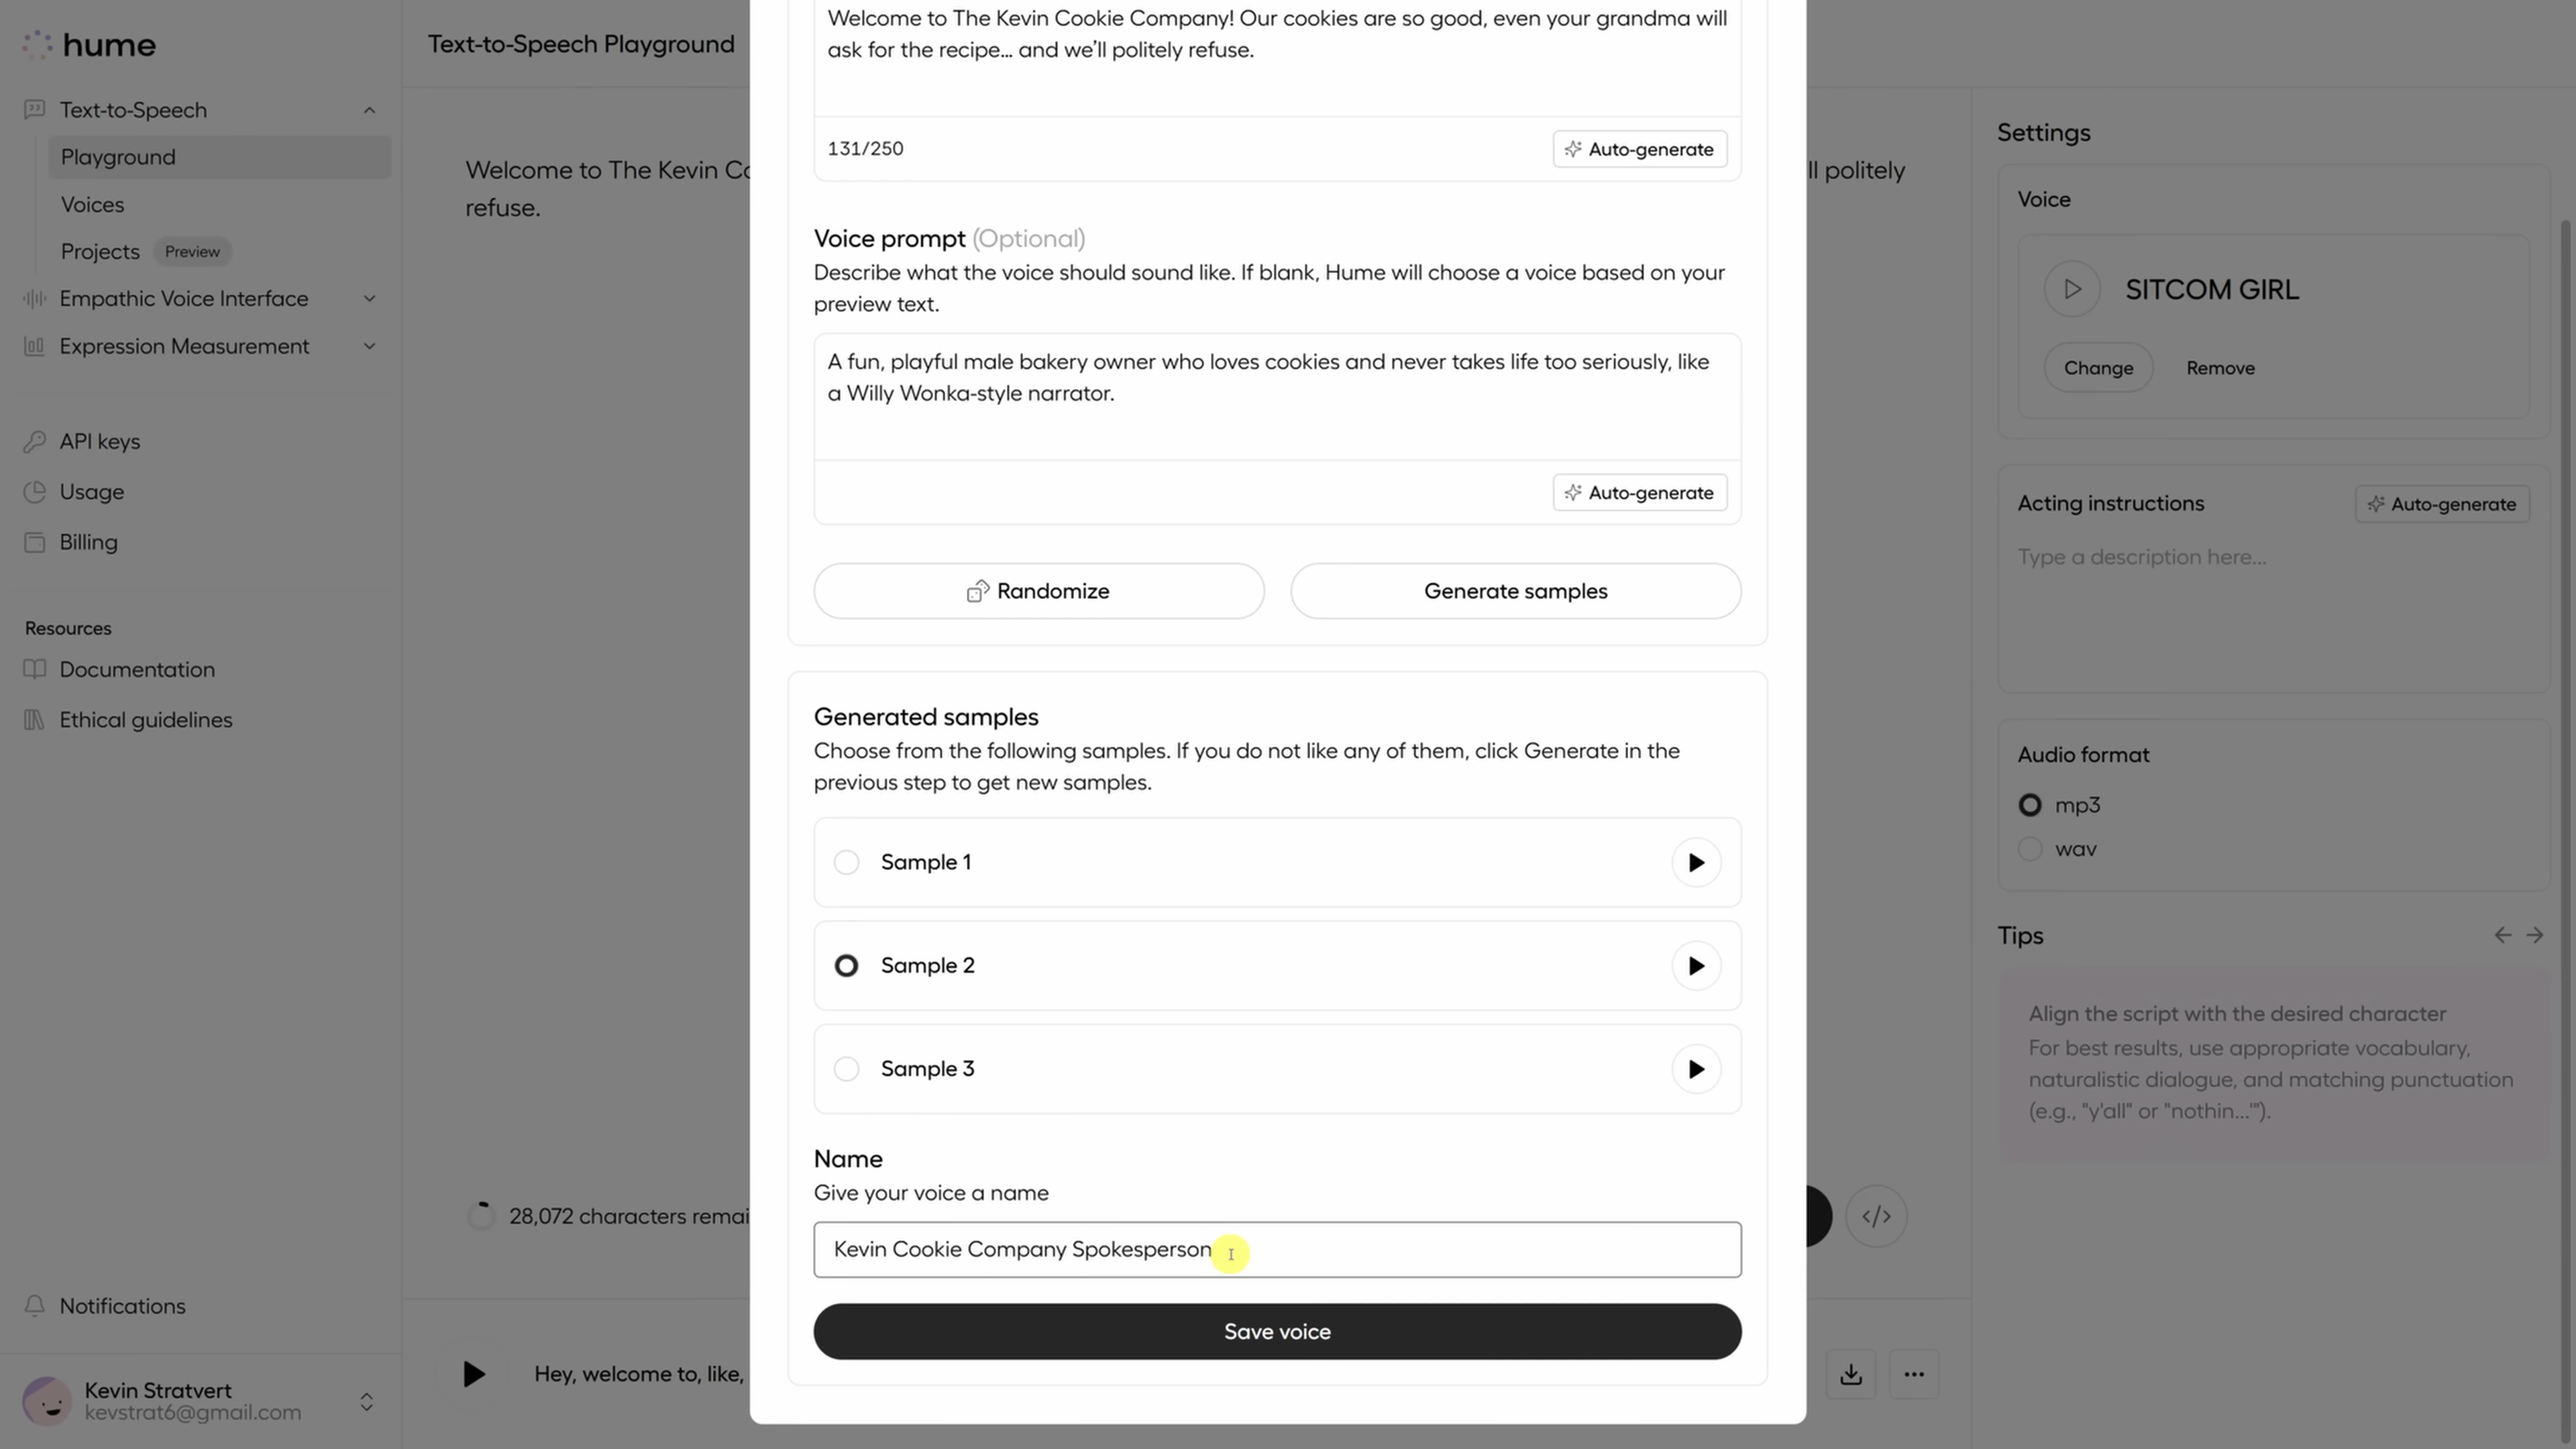 hume
Text-to-Speech
Playground
Voices
Projects Preview
Empathic Voice Interface
Expression Measurement
API keys
Usage
Billing
Resources
Documentation
Ethical guidelines
Notifications
Kevin Stratvert
kevstrat6@gmail.com
Text-to-Speech Playground
Welcome to The Kevin Co
ll politely
refuse.
28,072 characters remai
Hey, welcome to, like,
Welcome to The Kevin Cookie Company! Our cookies are so good, even your grandma will
ask for the recipe... and we'll politely refuse.
131/250
Auto-generate
Voice prompt (Optional)
Describe what the voice should sound like. If blank, Hume will choose a voice based on your
preview text.
A fun, playful male bakery owner who loves cookies and never takes life too seriously, like
a Willy Wonka-style narrator.
Auto-generate
Randomize
Generate samples
Generated samples
Choose from the following samples. If you do not like any of them, click Generate in the
previous step to get new samples.
Sample 1
Sample 2
Sample 3
Name
Give your voice a name
Kevin Cookie Company Spokesperson
Save voice
Settings
Voice
SITCOM GIRL
Change Remove
Acting instructions
Auto-generate
Type a description here...
Audio format
mp3
wav
Tips
Align the script with the desired character
For best results, use appropriate vocabulary,
naturalistic dialogue, and matching punctuation
(e.g., "y'all" or "nothin...'").